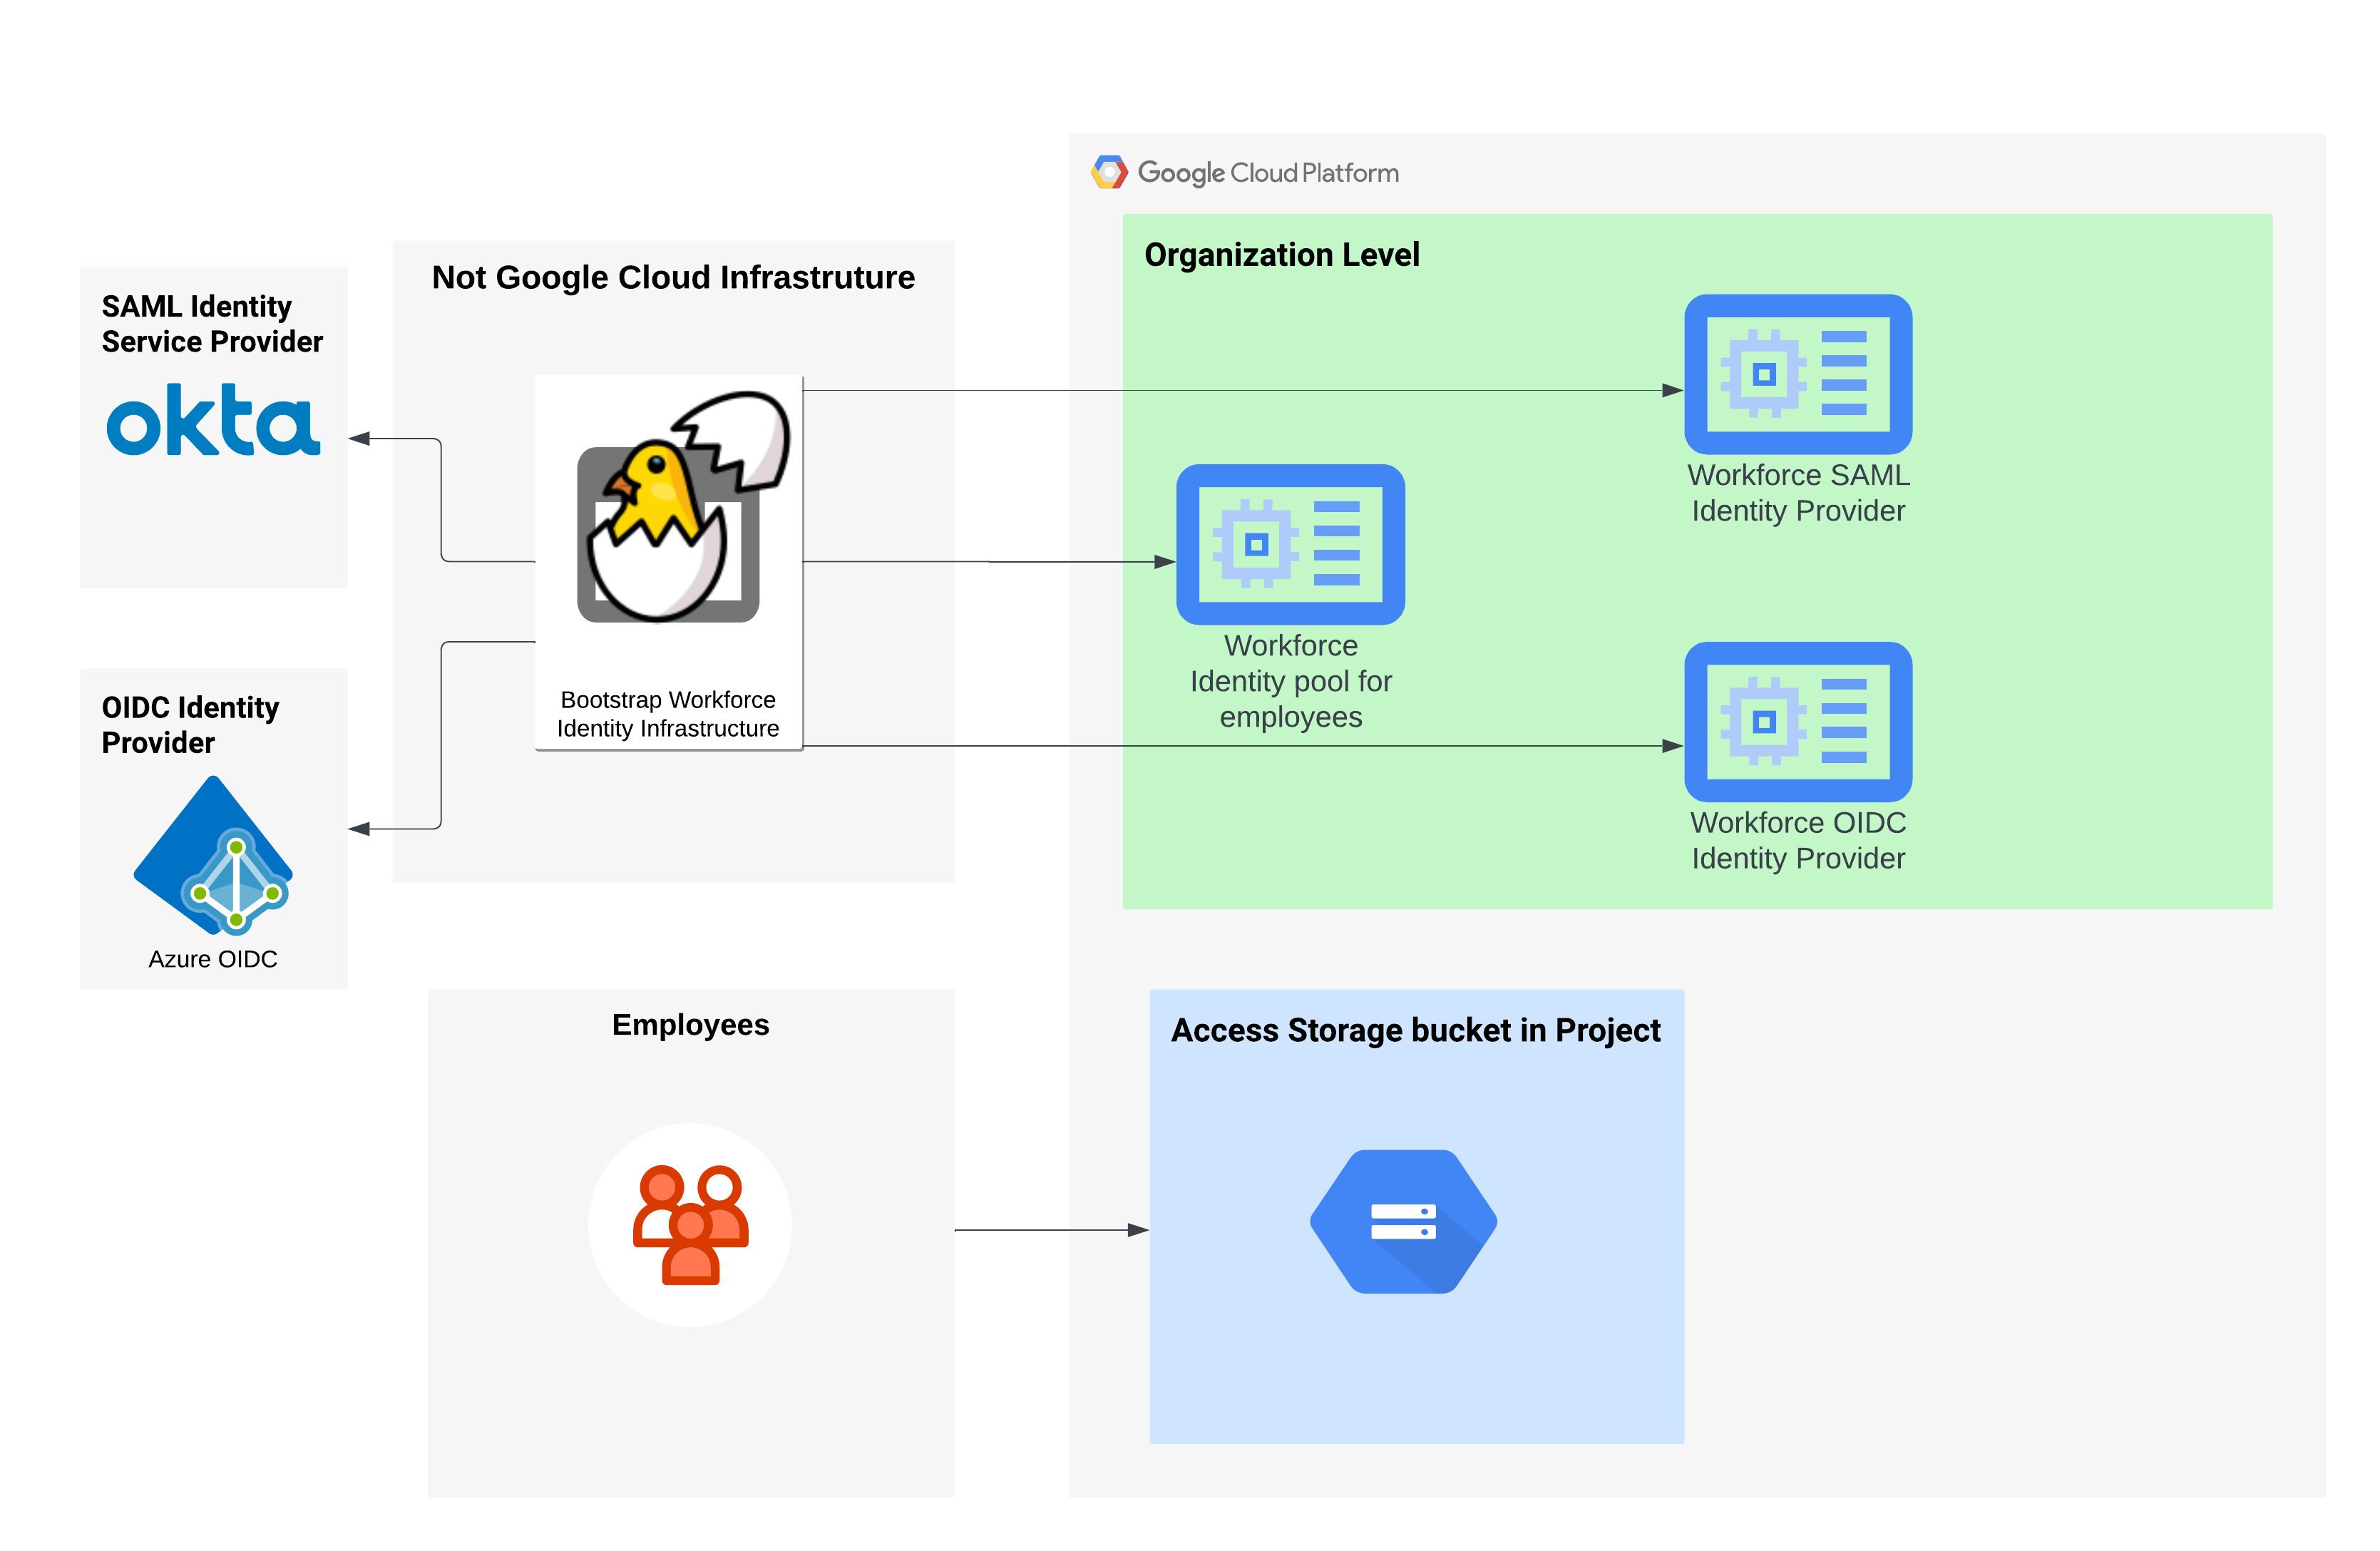 Google Cloud Platform
Organization Level
Not Google Cloud Infrastruture
SAML Identity
Service Provider
okta
Workforce SAML
Identity Provider
Workforce
Identity pool for
employees
Bootstrap Workforce
Identity Infrastructure
OIDC Identity
Provider
Azure OIDC
Workforce OIDC
Identity Provider
Employees
Access Storage bucket in Project